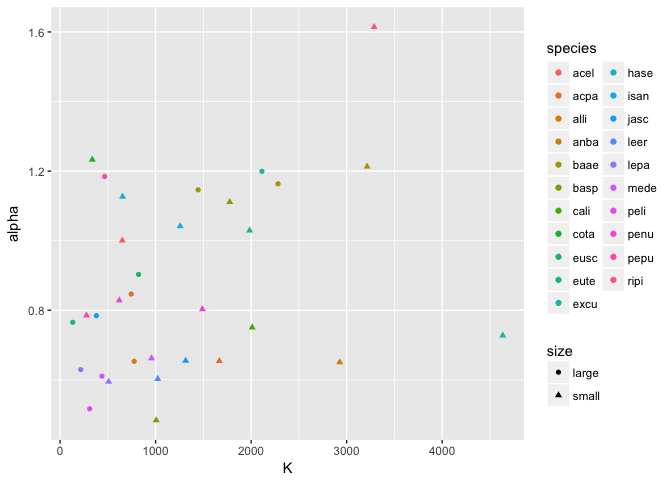 1.6
1.2
0.8
alpha
0
1000
2000
3000
4000
K
species
acel
acpa
alli
anba
baae
basp
cali
cota
eusc
eute
excu
hase
isan
jasc
leer
lepa
mede
peli
penu
pepu
ripi
size
large
small